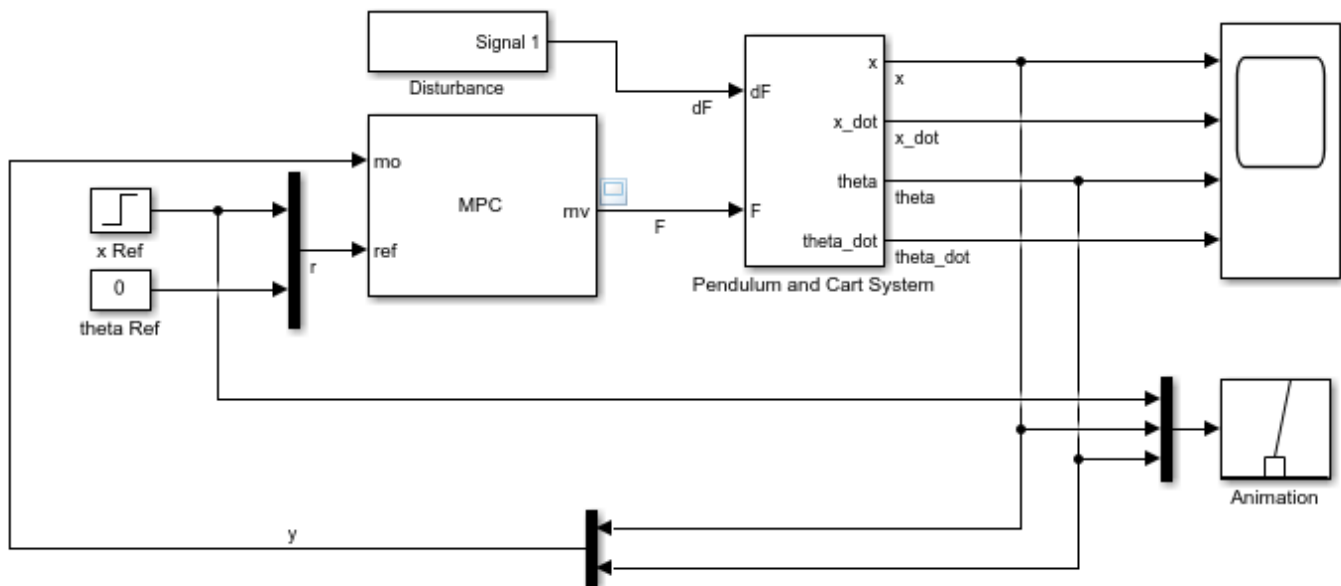 Signal 1
Disturbance
dF
dF
x
x
x_dot
x_dot
mo
MPC
mv
theta
theta
x Ref
ref
r
F
F
theta_dot
theta_dot
0
theta Ref
Pendulum and Cart System
Animation
y